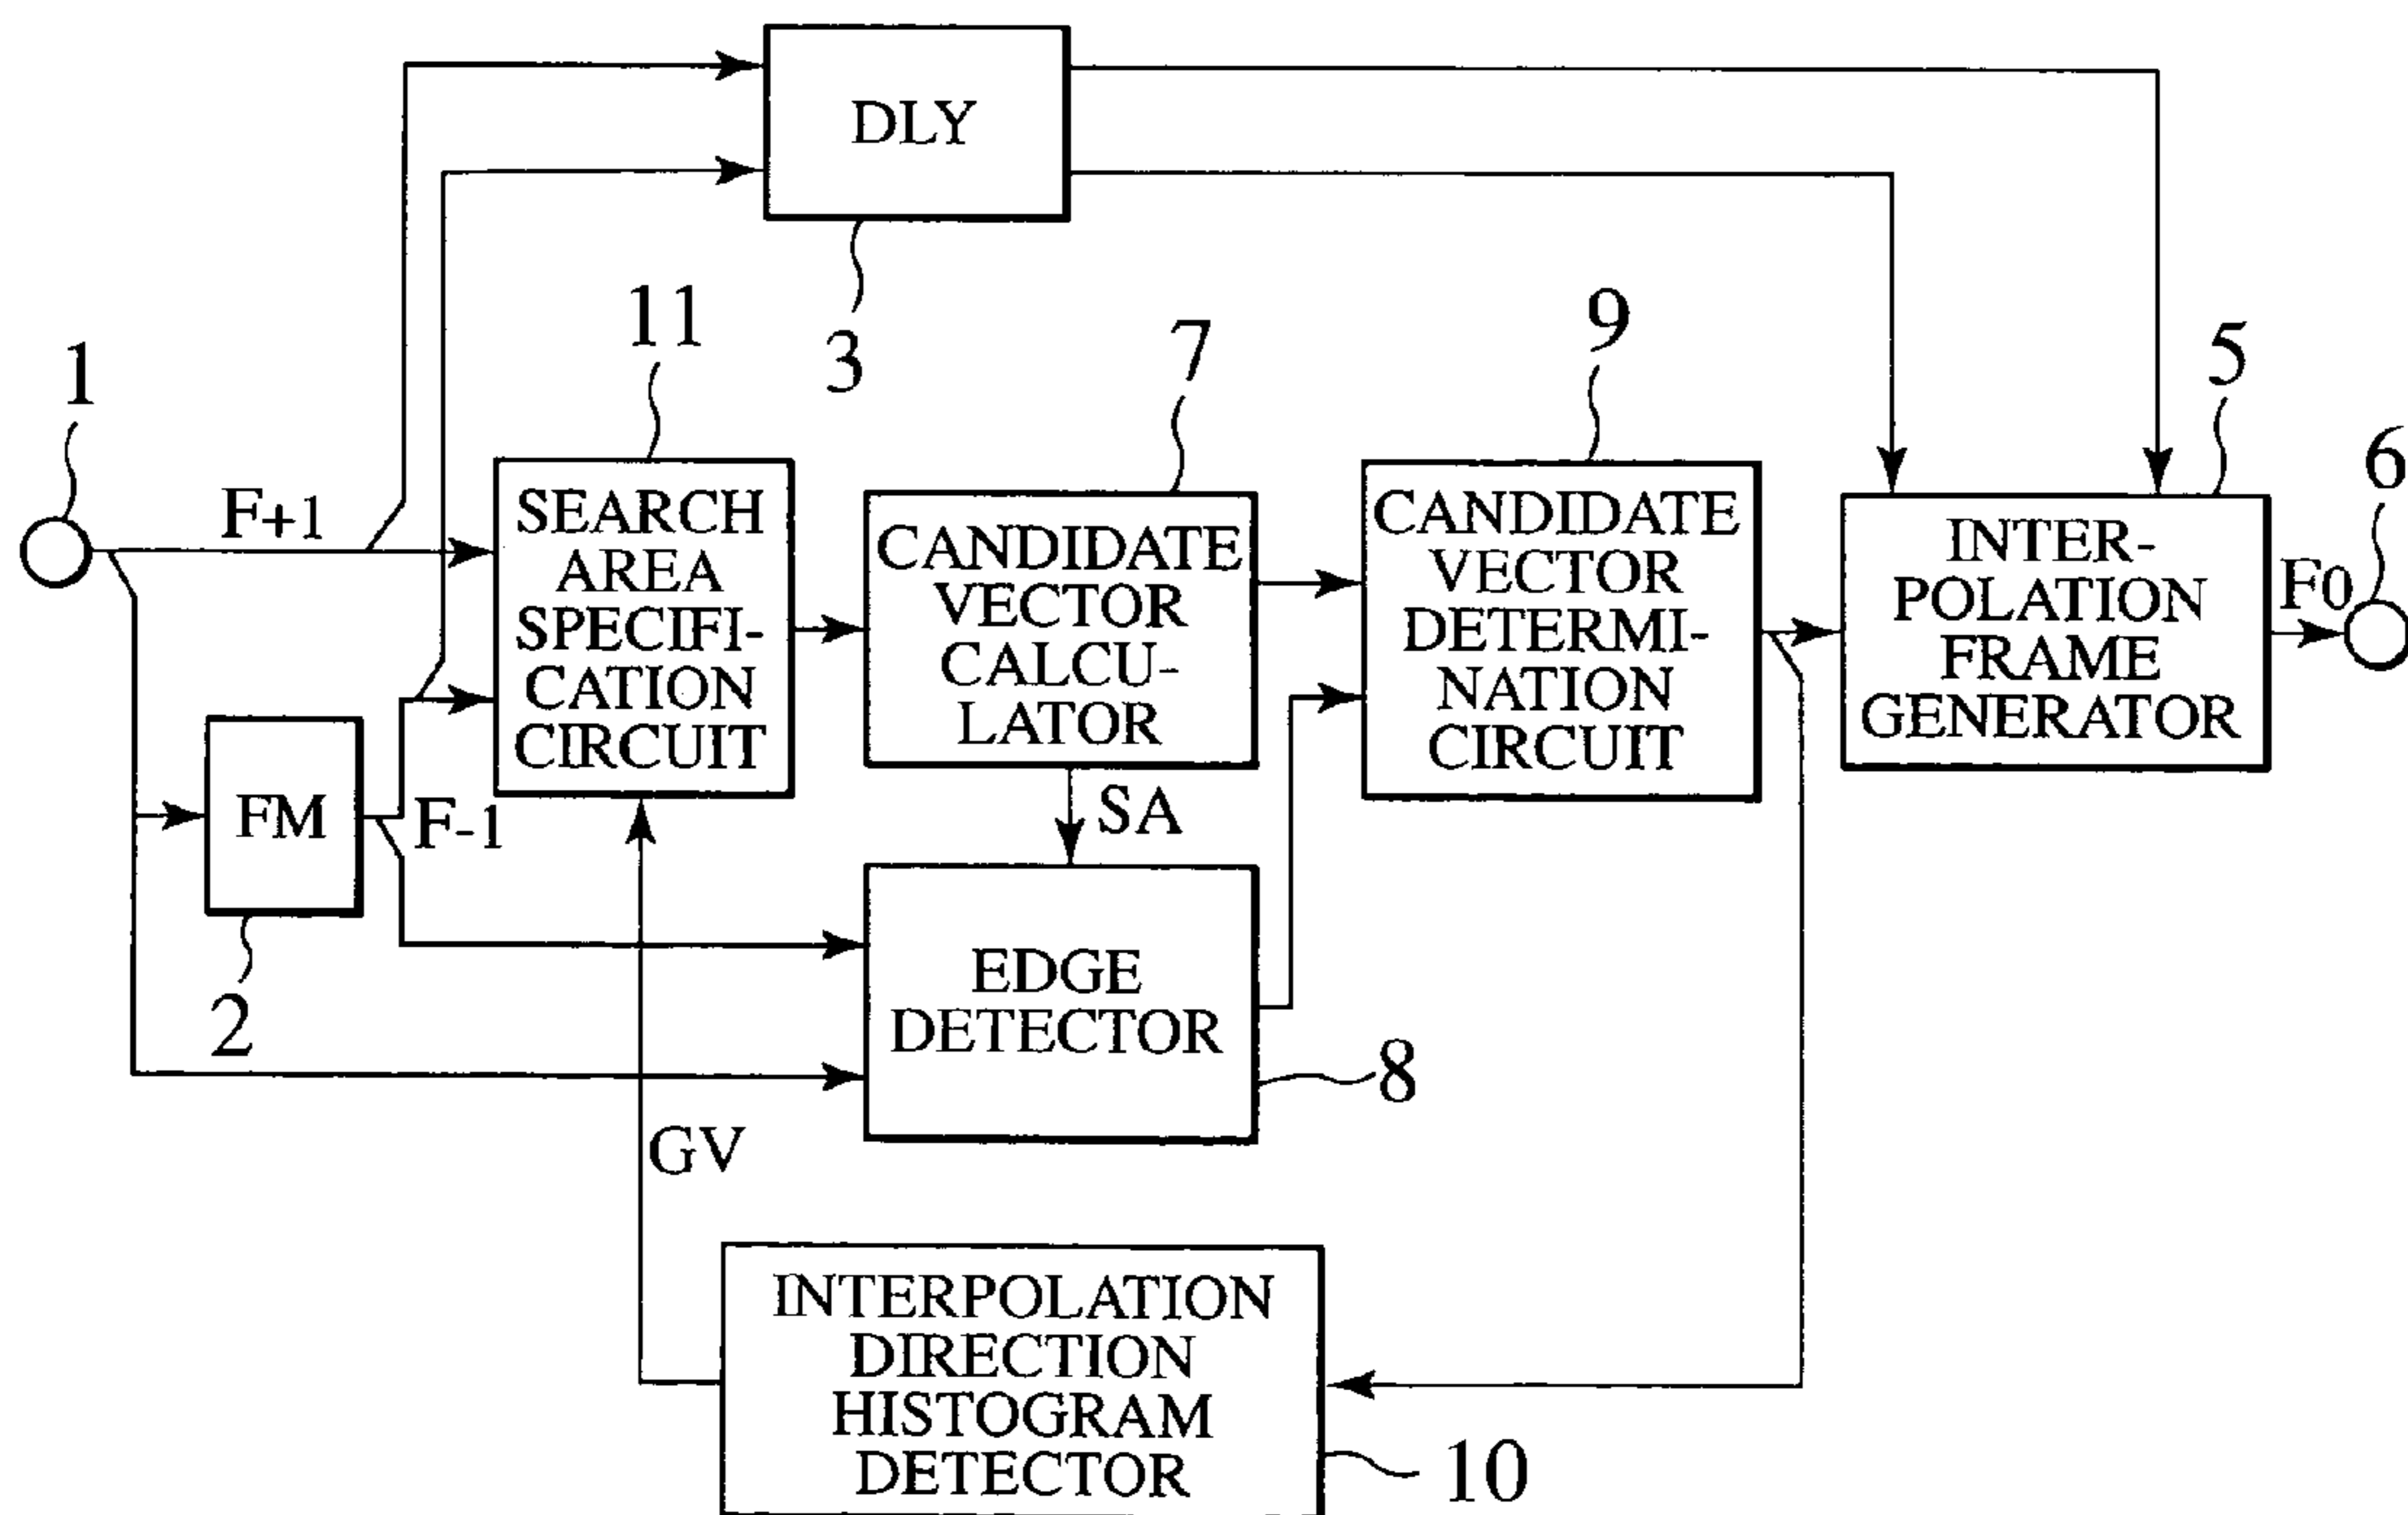 DLY
3
11
7
9
5
1
6
F+1
SEARCH
AREA
SPECIFI-
CATION
CIRCUIT
CANDIDATE
VECTOR
CALCU-
LATOR
CANDIDATE
VECTOR
DETERMI-
NATION
CIRCUIT
INTER-
POLATION
FRAME
GENERATOR
F0
FM
2
F-1
SA
EDGE
DETECTOR
8
GV
INTERPOLATION
DIRECTION
HISTOGRAM
DETECTOR
10